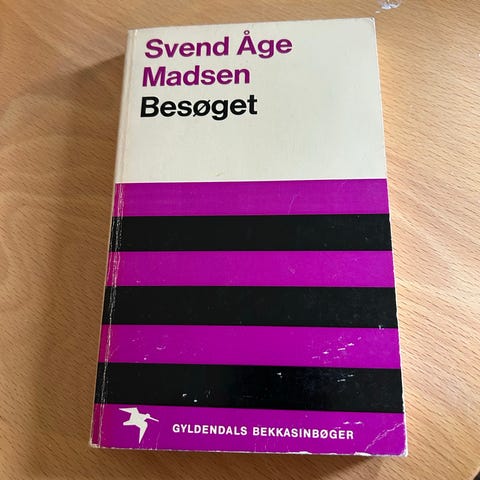 Svend Åge
Madsen
Besøget
GYLDENDALS BEKKASINBØGER